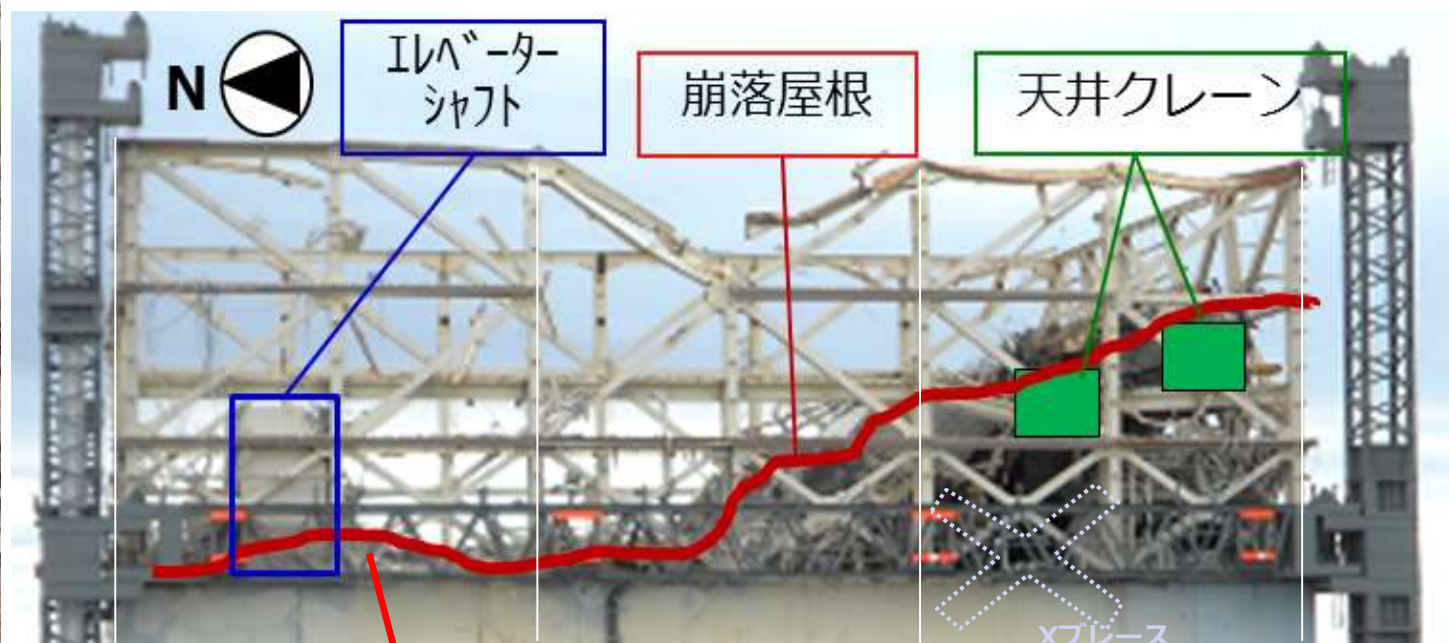 N
ｴﾚﾍﾞｰﾀｰ
ｼｬﾌﾄ
崩落屋根
天井クレーン
Xブレース